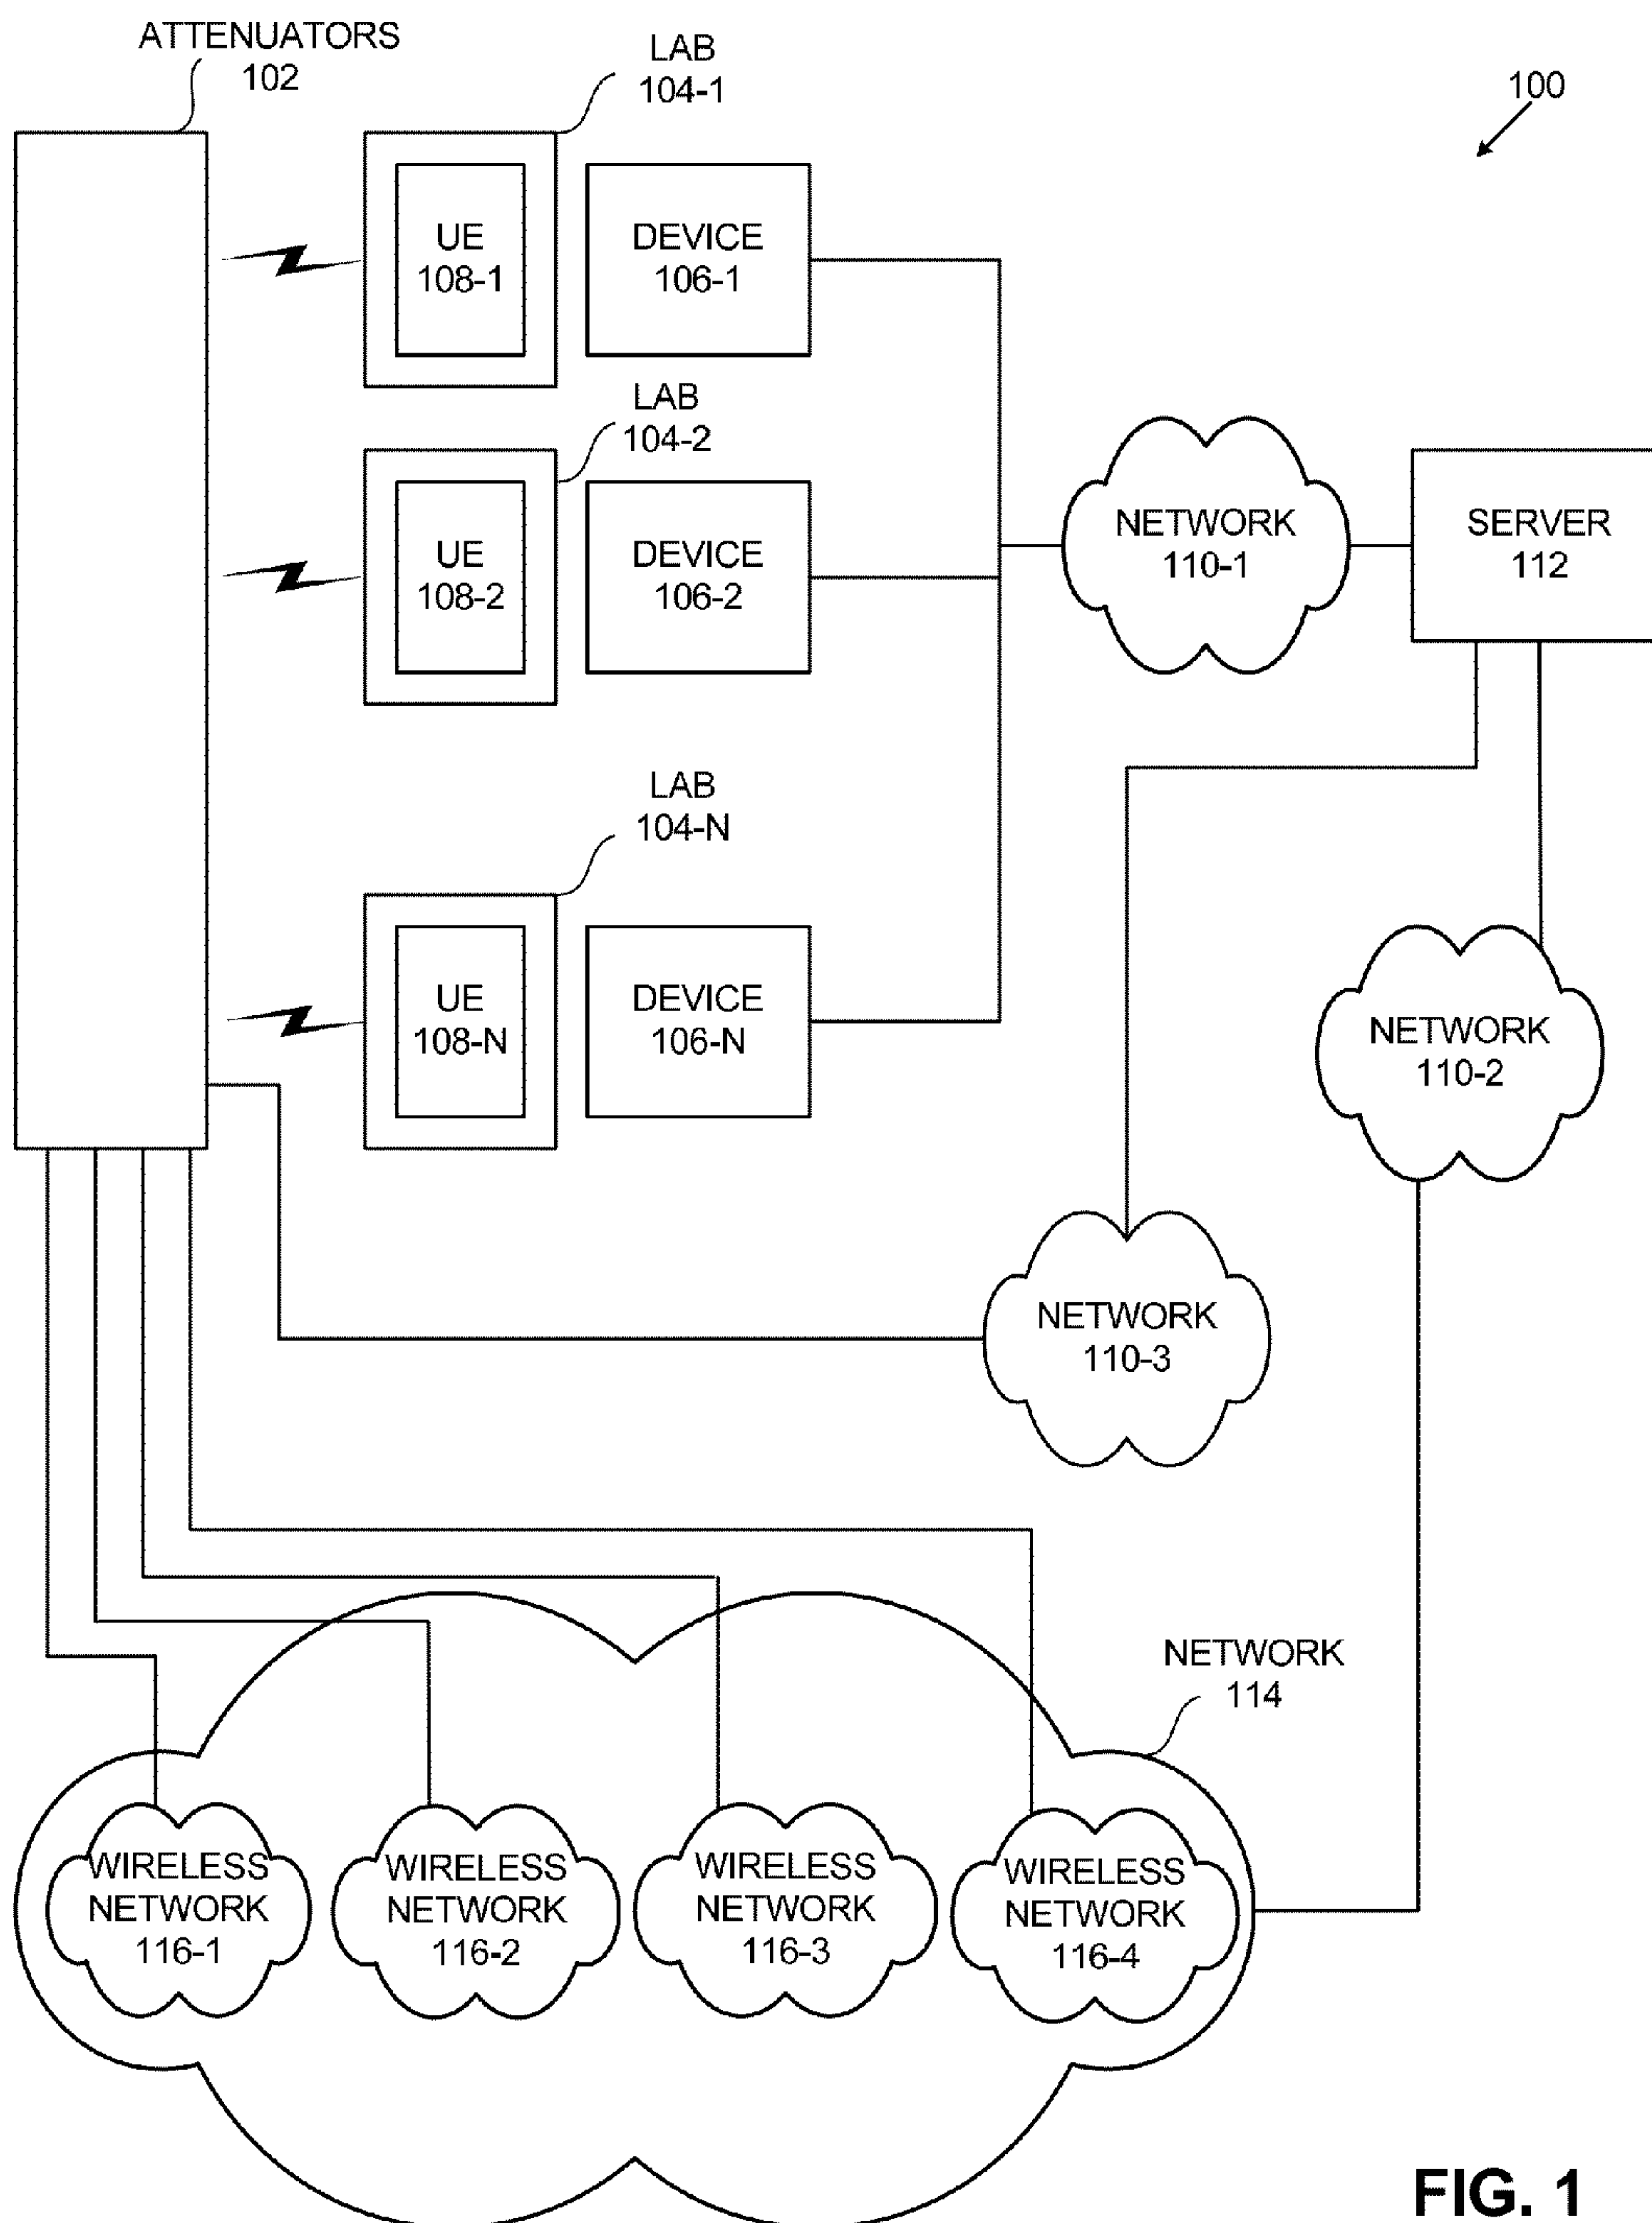 ATTENUATORS
102
LAB
104-1
100
UE
108-1
DEVICE
106-1
LAB
104-2
UE
108-2
DEVICE
106-2
NETWORK
110-1
SERVER
112
LAB
104-N
UE
108-N
DEVICE
106-N
NETWORK
110-2
NETWORK
110-3
NETWORK
114
WIRELESS
NETWORK
116-1
WIRELESS
NETWORK
116-2
WIRELESS
NETWORK
116-3
WIRELESS
NETWORK
116-4
FIG. 1